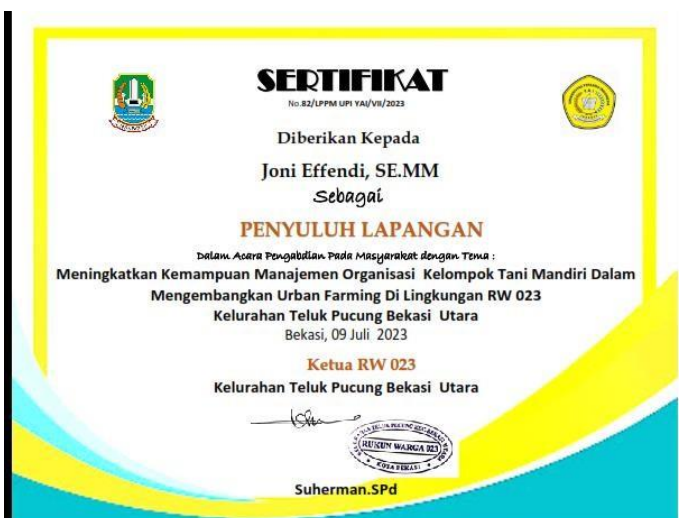 SERTIFIKAT
No.82/LPPM UPI YAI/VII/2023
Diberikan Kepada
Joni Effendi, SE.MM
Sebagai
PENYULUH LAPANGAN
Dalam Acara Pengabdian Pada Masyarakat dengan Tema :
Meningkatkan Kemampuan Manajemen Organisasi Kelompok Tani Mandiri Dalam
Mengembangkan Urban Farming Di Lingkungan RW 023
Kelurahan Teluk Pucung Bekasi Utara
Bekasi, 09 Juli 2023
Ketua RW 023
Kelurahan Teluk Pucung Bekasi Utara
RUKUN WARGA 023
KOTA BEKASI
Suherman.SPd